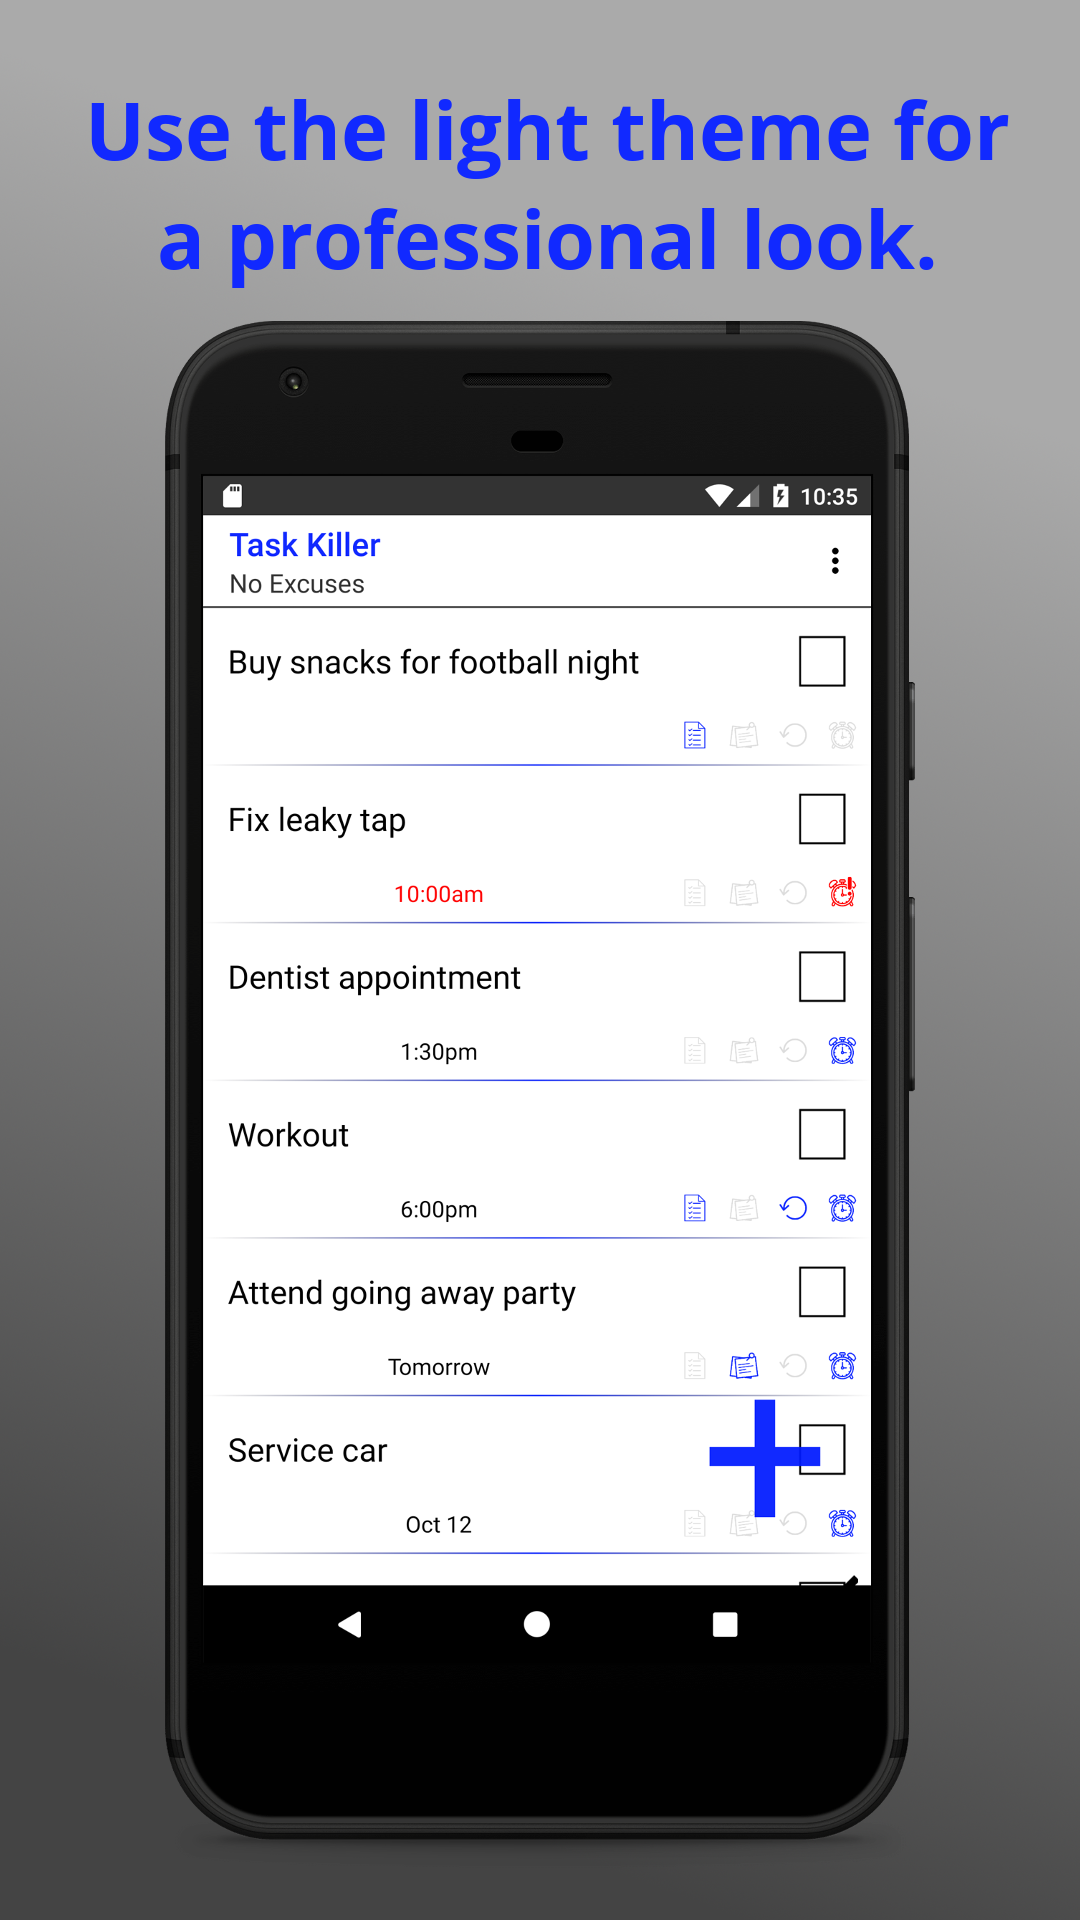 Use the light theme for
a professional look.
10:35
Task Killer
No Excuses
Buy snacks for football night
Fix leaky tap
10:00am
Dentist appointment
1:30pm
Workout
6:00pm
Attend going away party
Tomorrow
Service car
Oct 12